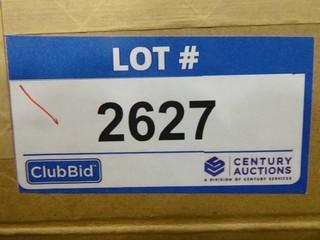 LOT #
2627
ClubBid
CENTURY
AUCTIONS
A DIVISION OF CENTURY SERVICES